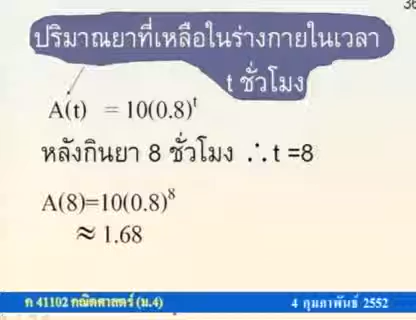 36
ปริมาณยาที่เหลือในร่างกายในเวลา
t ชั่วโมง
A(t) = 10(0.8)^t
หลังกินยา 8 ชั่วโมง ∴ t =8
A(8)=10(0.8)^8
≈ 1.68
ค 41102 คณิตศาสตร์ (ม.4) 4 กุมภาพันธ์ 2552